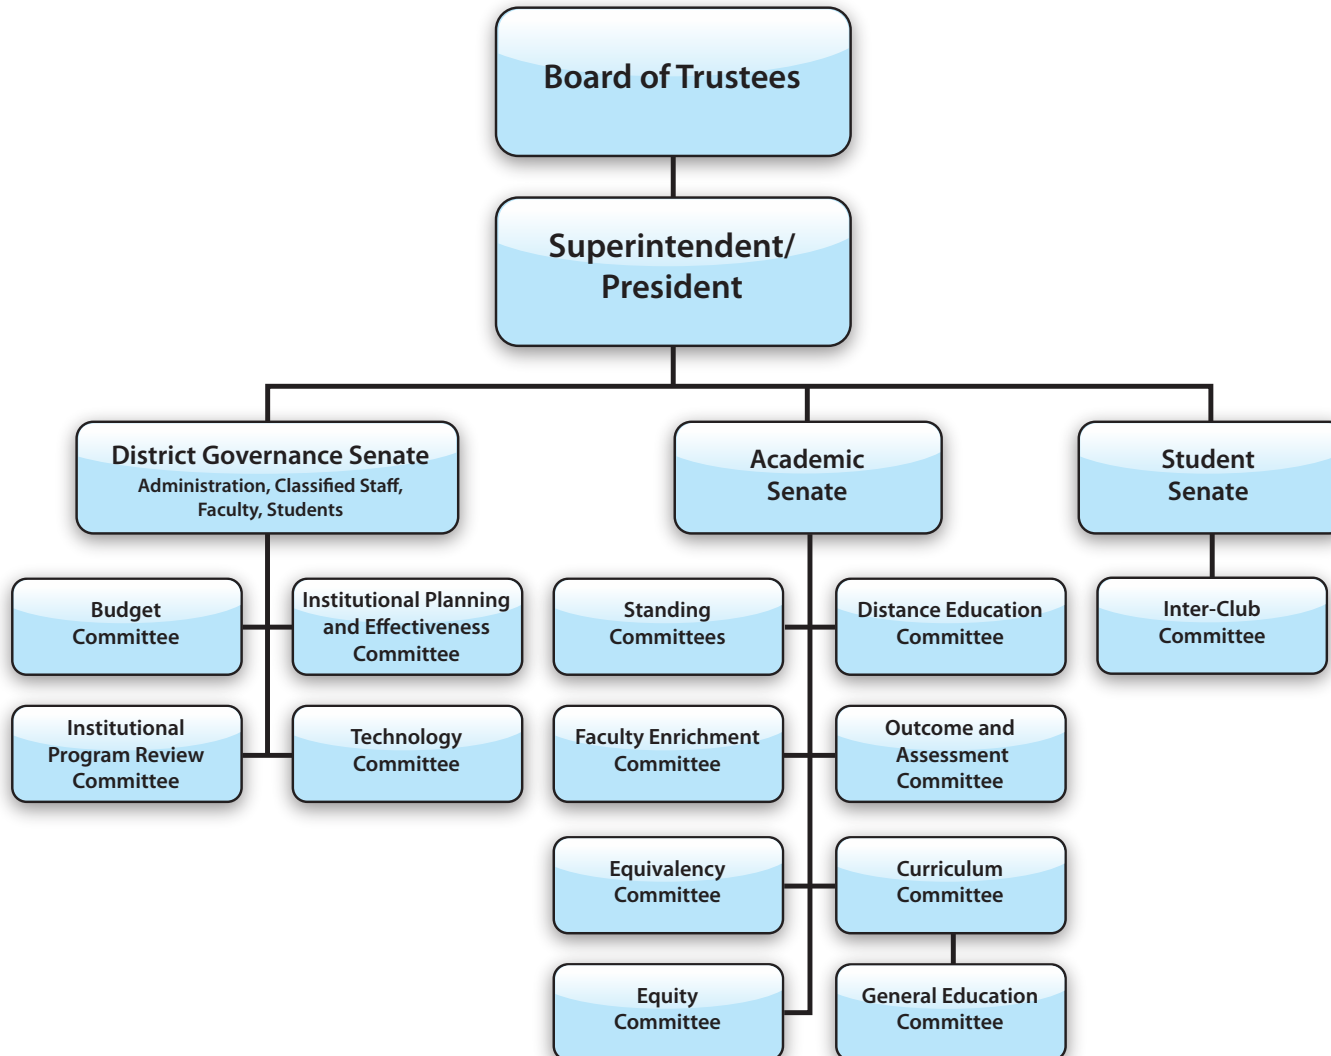 Board of Trustees
Superintendent/
President
District Governance Senate
Administration, Classified Staff,
Faculty, Students
Academic
Senate
Student
Senate
Budget
Committee
Institutional Planning
and Effectiveness
Committee
Standing
Committees
Distance Education
Committee
Inter-Club
Committee
Institutional
Program Review
Committee
Technology
Committee
Faculty Enrichment
Committee
Outcome and
Assessment
Committee
Equivalency
Committee
Curriculum
Committee
Equity
Committee
General Education
Committee